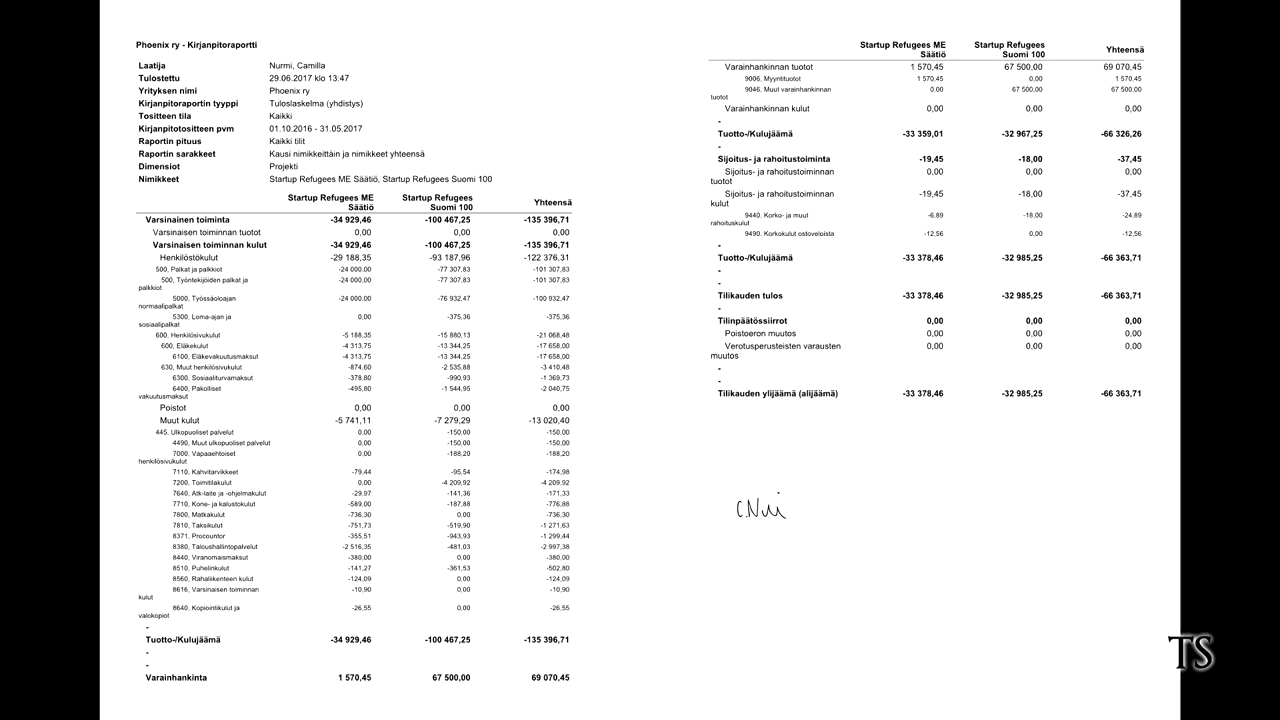 Phoenix ry - Kirjanpitoraportti
Laatija Nurmi, Camilla
Tulostettu 29.06.2017 klo 13:47
Yrityksen nimi Phoenix ry
Kirjanpitoraportin tyyppi Tuloslaskelma (yhdistys)
Tositteen tila Kaikki
Kirjanpitotositteen pvm 01.10.2016 - 31.05.2017
Raportin pituus Kaikki tilit
Raportin sarakkeet Kausi nimikkeittäin ja nimikkeet yhteensä
Dimensiot Projekti
Nimikkeet Startup Refugees ME Säätiö, Startup Refugees Suomi 100
Startup Refugees ME Startup Refugees Yhteensä
Säätiö Suomi 100
Varsinainen toiminta -34 929,46 -100 467,25 -135 396,71
Varsinaisen toiminnan tuotot 0,00 0,00 0,00
Varsinaisen toiminnan kulut -34 929,46 -100 467,25 -135 396,71
Henkilöstökulut -29 188,35 -93 187,96 -122 376,31
500, Palkat ja palkkiot -24 000,00 -77 307,83 -101 307,83
500, Työntekijöiden palkat ja -24 000,00 -77 307,83 -101 307,83
palkkiot
5000, Työssäoloajan -24 000,00 -76 932,47 -100 932,47
normaalipalkat
5300, Loma-ajan ja 0,00 -375,36 -375,36
sosiaalipalkat
600, Henkilösivukulut -5 188,35 -15 880,13 -21 068,48
600, Eläkekulut -4 313,75 -13 344,25 -17 658,00
6100, Eläkevakuutusmaksut -4 313,75 -13 344,25 -17 658,00
630, Muut henkilösivukulut -874,60 -2 535,88 -3 410,48
6300, Sosiaaliturvamaksut -378,80 -990,93 -1 369,73
6400, Pakolliset -495,80 -1 544,95 -2 040,75
vakuutusmaksut
Poistot 0,00 0,00 0,00
Muut kulut -5 741,11 -7 279,29 -13 020,40
445, Ulkopuoliset palvelut 0,00 -150,00 -150,00
4490, Muut ulkopuoliset palvelut 0,00 -150,00 -150,00
7000, Vapaaehtoiset 0,00 -188,20 -188,20
henkilösivukulut
7110, Kahvitarvikkeet -79,44 -95,54 -174,98
7200, Toimitilakulut 0,00 -4 209,92 -4 209,92
7640, Atk-laite ja -ohjelmakulut -29,97 -141,36 -171,33
7710, Kone- ja kalustokulut -589,00 -187,88 -776,88
7800, Matkakulut -736,30 0,00 -736,30
7810, Taksikulut -751,73 -519,90 -1 271,63
8371, Procountor -355,51 -943,93 -1 299,44
8380, Taloushallintopalvelut -2 516,35 -481,03 -2 997,38
8440, Viranomaismaksut -380,00 0,00 -380,00
8510, Puhelinkulut -141,27 -361,53 -502,80
8560, Rahaliikenteen kulut -124,09 0,00 -124,09
8616, Varsinaisen toiminnan -10,90 0,00 -10,90
kulut
8640, Kopiointikulut ja -26,55 0,00 -26,55
valokopiot
-
Tuotto-/Kulujäämä -34 929,46 -100 467,25 -135 396,71
-
-
Varainhankinta 1 570,45 67 500,00 69 070,45
Startup Refugees ME Startup Refugees Yhteensä
Säätiö Suomi 100
Varainhankinnan tuotot 1 570,45 67 500,00 69 070,45
9006, Myyntituotot 1 570,45 0,00 1 570,45
9046, Muut varainhankinnan 0,00 67 500,00 67 500,00
tuotot
Varainhankinnan kulut 0,00 0,00 0,00
-
Tuotto-/Kulujäämä -33 359,01 -32 967,25 -66 326,26
-
Sijoitus- ja rahoitustoiminta -19,45 -18,00 -37,45
Sijoitus- ja rahoitustoiminnan 0,00 0,00 0,00
tuotot
Sijoitus- ja rahoitustoiminnan -19,45 -18,00 -37,45
kulut
9440, Korko- ja muut -6,89 -18,00 -24,89
rahoituskulut
9490, Korkokulut ostoveloista -12,56 0,00 -12,56
-
Tuotto-/Kulujäämä -33 378,46 -32 985,25 -66 363,71
-
-
Tilikauden tulos -33 378,46 -32 985,25 -66 363,71
-
Tilinpäätössiirrot 0,00 0,00 0,00
Poistoeron muutos 0,00 0,00 0,00
Verotusperusteisten varausten 0,00 0,00 0,00
muutos
-
-
Tilikauden ylijäämä (alijäämä) -33 378,46 -32 985,25 -66 363,71
TS